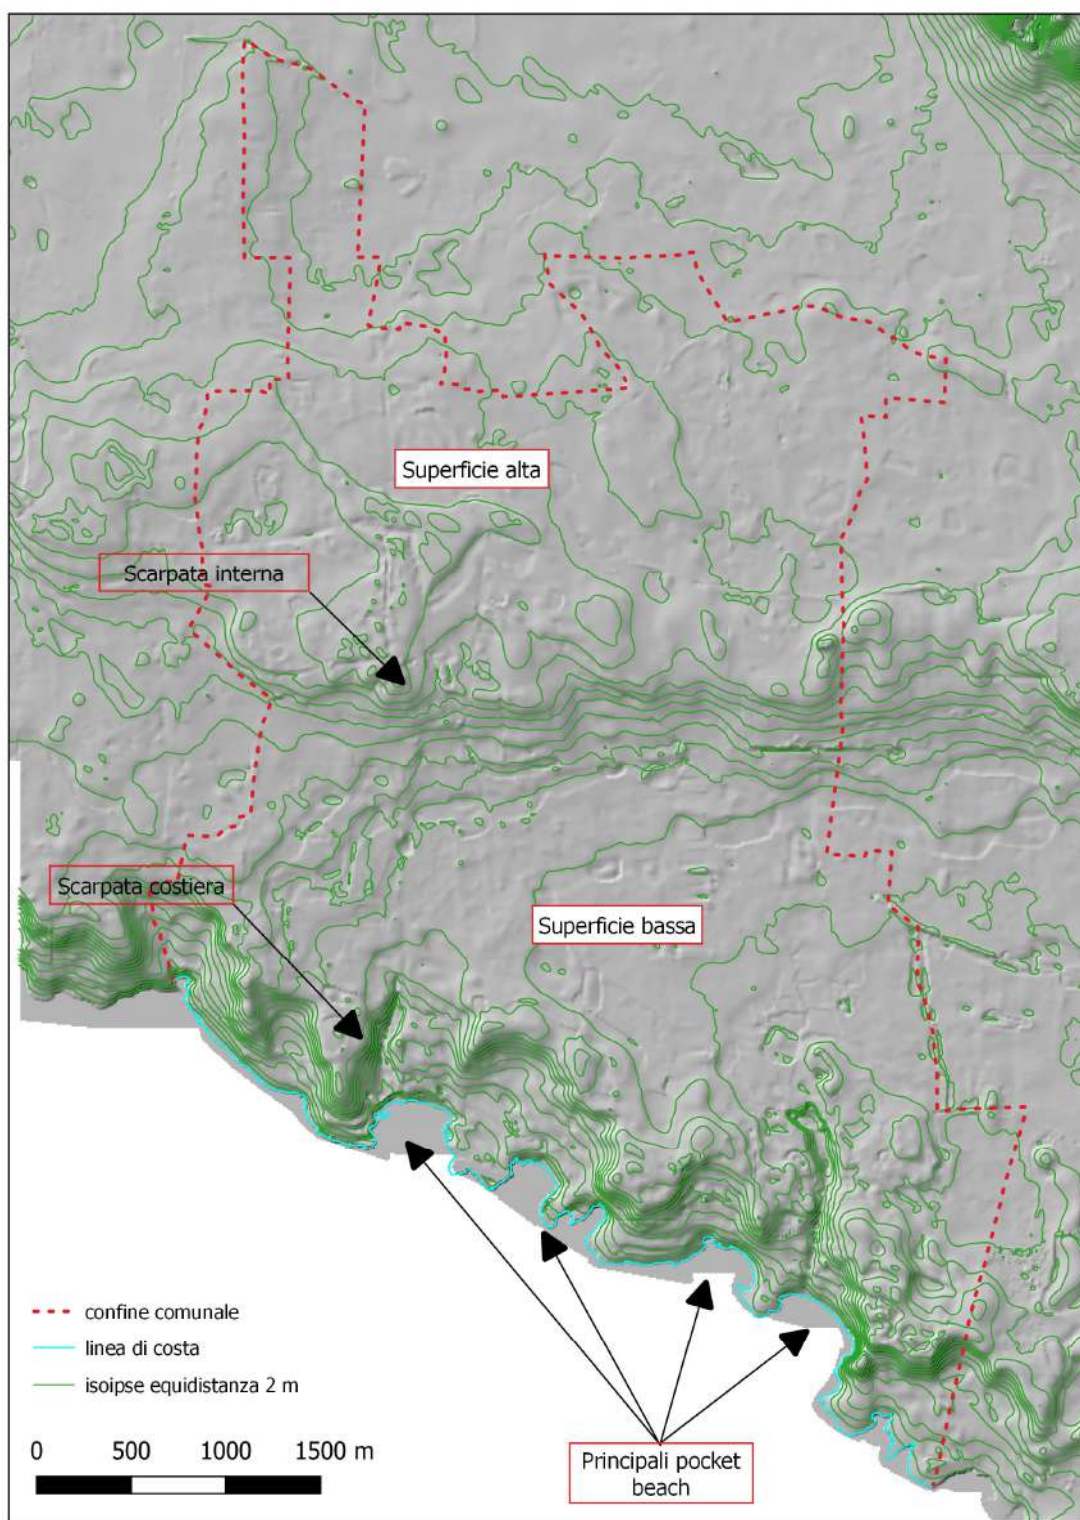 Superficie alta
Scarpata interna
Scarpata costiera
Superficie bassa
confine comunale
linea di costa
isoipse equidistanza 2 m
0 500 1000 1500 m
Principali pocket
beach